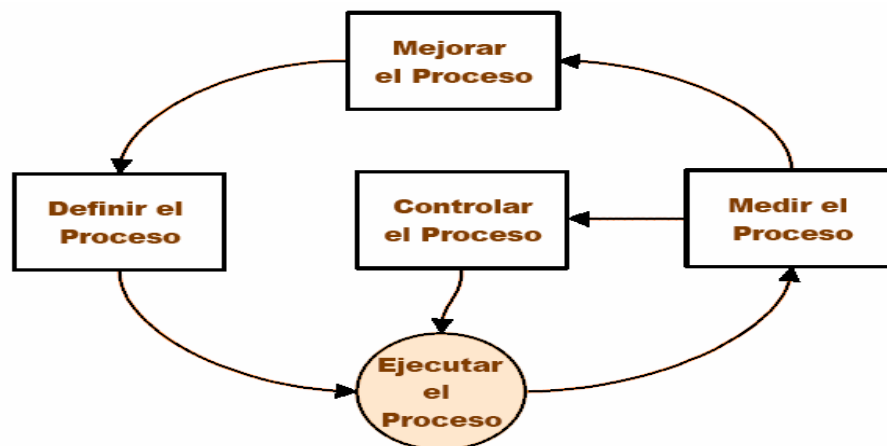 Mejorar
el Proceso
Definir el
Proceso
Controlar
el Proceso
Medir el
Proceso
Ejecutar
el
Proceso